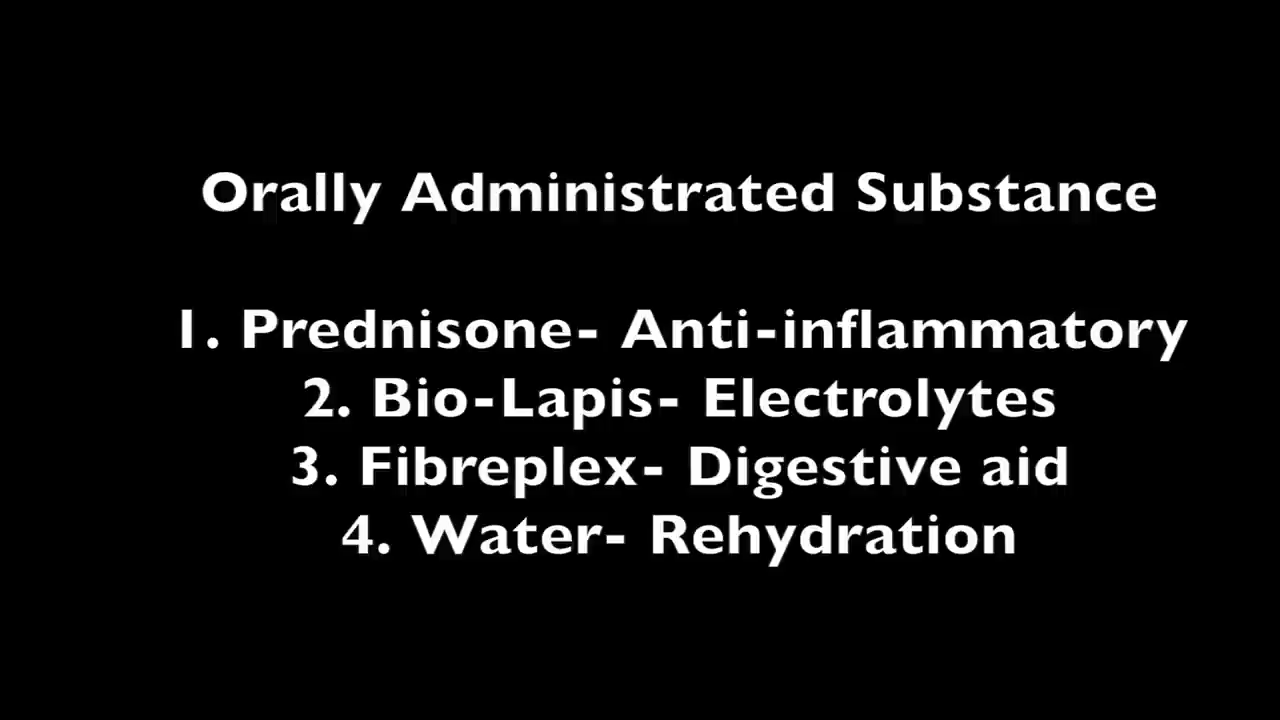 Orally Administrated Substance
1. Prednisone- Anti-inflammatory
2. Bio-Lapis- Electrolytes
3. Fibreplex- Digestive aid
4. Water- Rehydration